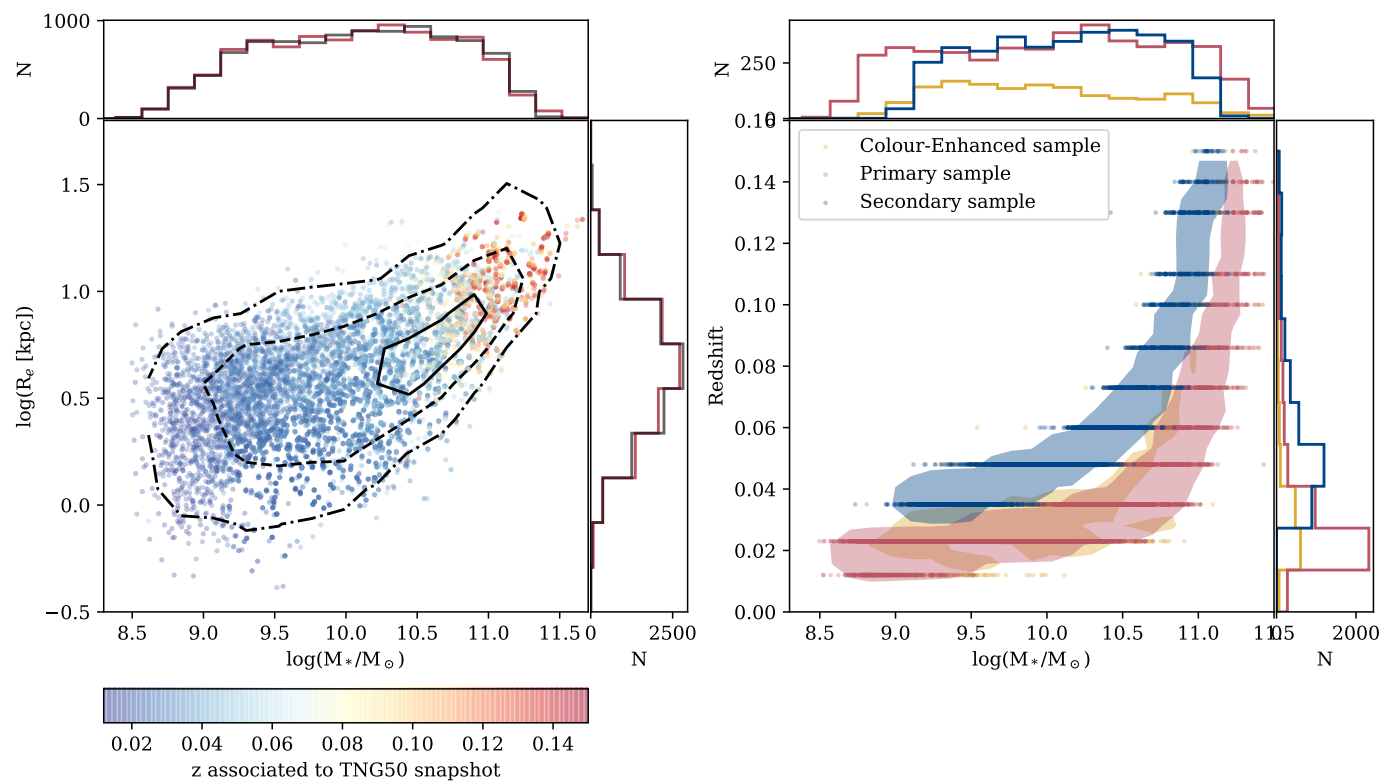 1000
0
N
1.5
1.0
0.5
0.0
−0.5
log(Rₑ [kpc])
8.5 9.0 9.5 10.0 10.5 11.0 11.5
log(M*/M⊙)
0 2500
N
0.02 0.04 0.06 0.08 0.10 0.12 0.14
z associated to TNG50 snapshot
250
0
N
0.16
0.14
0.12
0.10
0.08
0.06
0.04
0.02
0.00
Redshift
Colour-Enhanced sample
Primary sample
Secondary sample
8.5 9.0 9.5 10.0 10.5 11.0 11.5
log(M*/M⊙)
2000
N